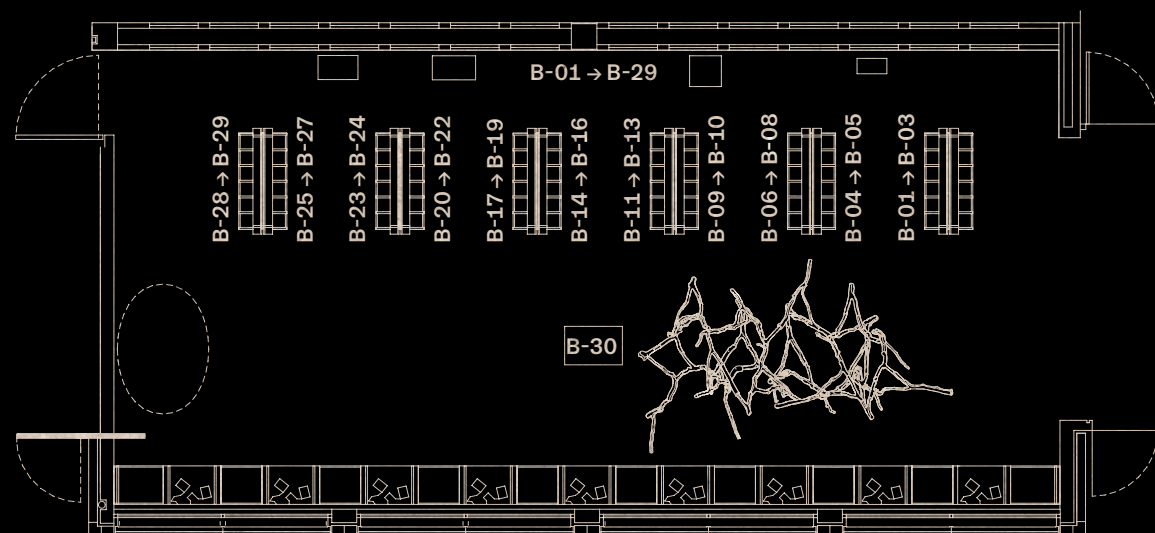 B-01 → B-29
B-28 → B-29
B-25 → B-27
B-23 → B-24
B-20 → B-22
B-17 → B-19
B-14 → B-16
B-11 → B-13
B-09 → B-10
B-06 → B-08
B-04 → B-05
B-01 → B-03
B-30